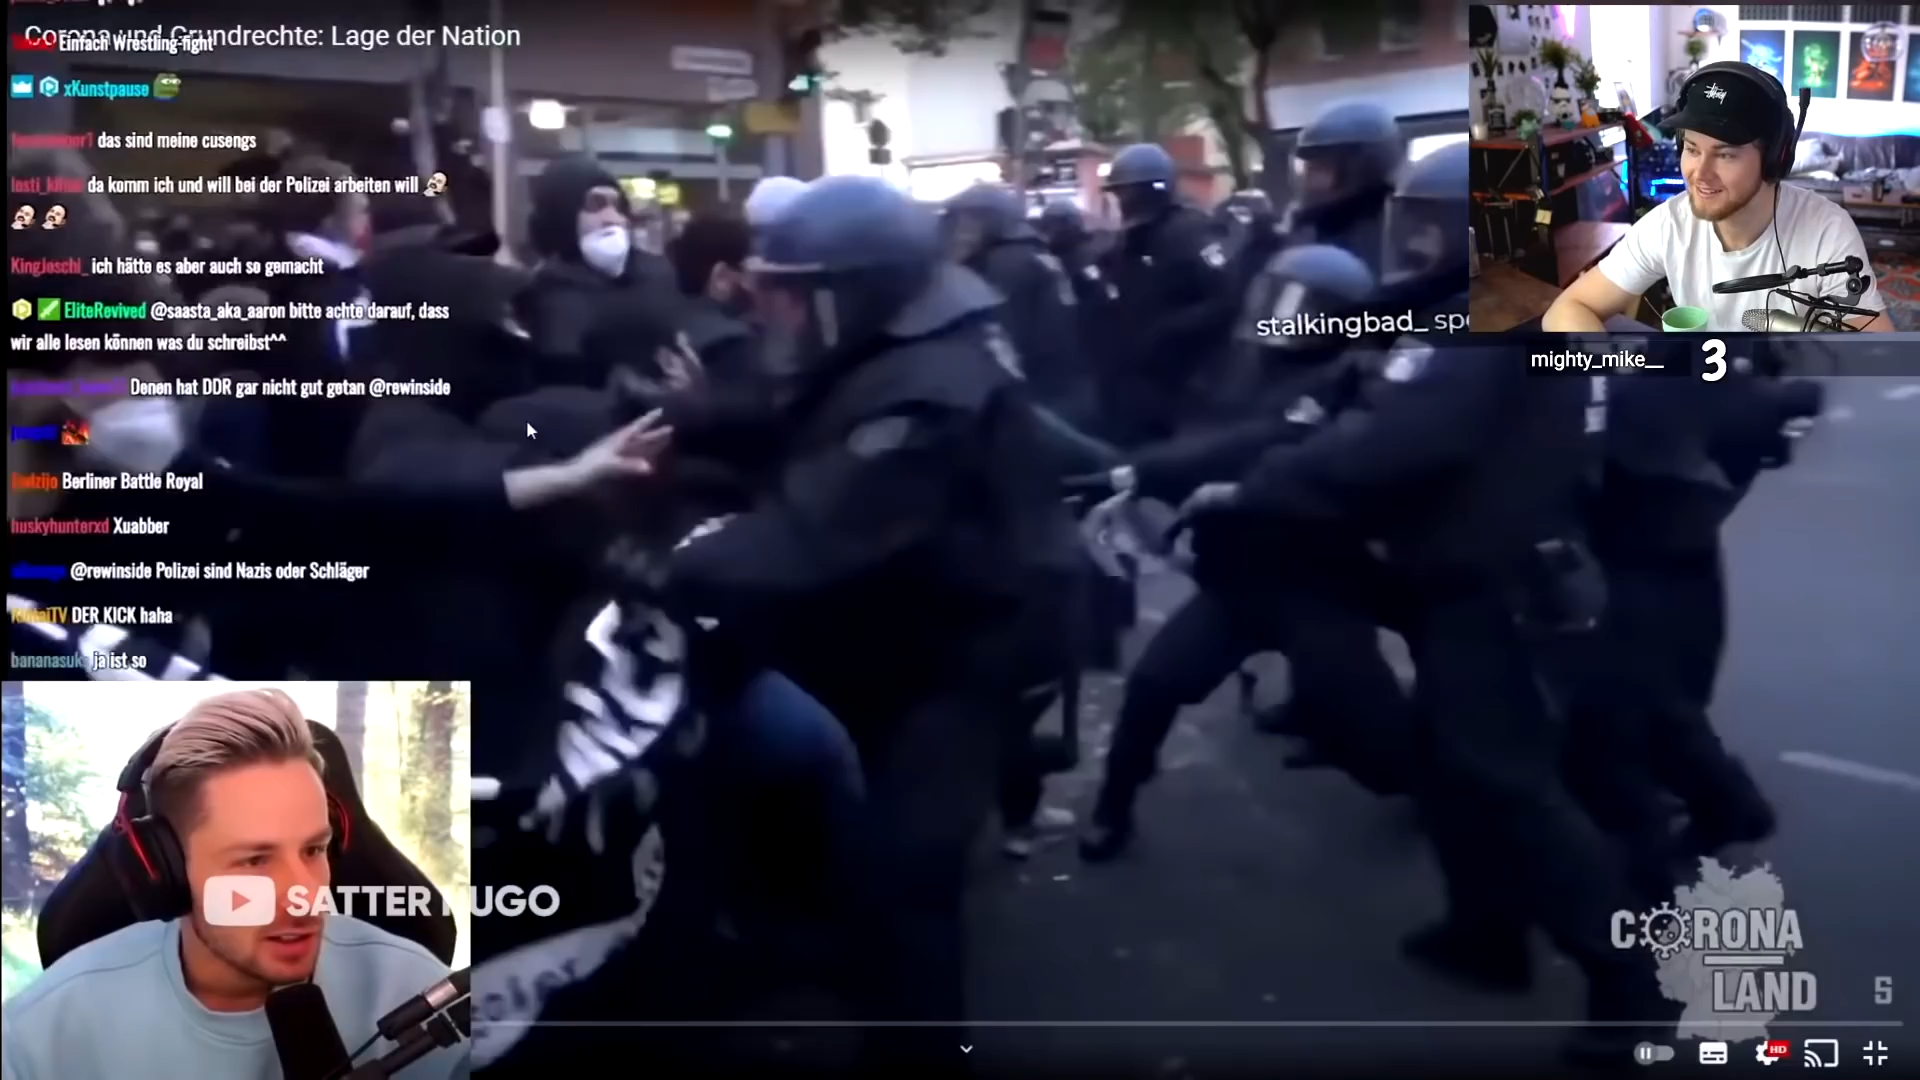 Corona und Grundrechte: Lage der Nation
Einfach Wrestling-fight
xKunstpause
das sind meine cusengs
da komm ich und will bei der Polizei arbeiten will
KingJoschi_ ich hätte es aber auch so gemacht
EliteRevived @saasta_aka_aaron bitte achte darauf, dass
wir alle lesen können was du schreibst^^
Denen hat DDR gar nicht gut getan @rewinside
Berliner Battle Royal
huskyhunterxd Xuabber
@rewinside Polizei sind Nazis oder Schläger
DER KICK haha
bananasuk ja ist so
stalkingbad_ spe
mighty_mike__ 3
SATTER HUGO
CORONA
LAND
S
HD